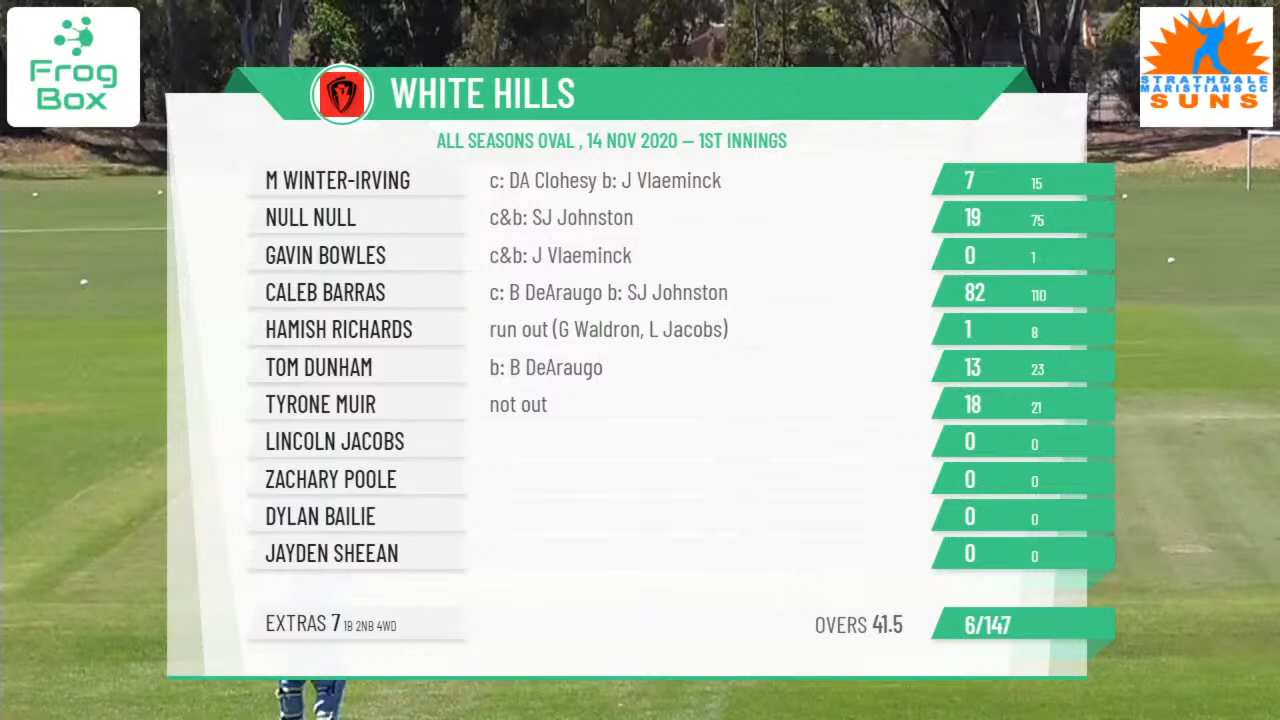 Frog
Box
STRATHDALE
MARISTIANS CC
SUNS
WHITE HILLS
ALL SEASONS OVAL , 14 NOV 2020 – 1ST INNINGS
M WINTER-IRVING c: DA Clohesy b: J Vlaeminck 7 15
NULL NULL c&b: SJ Johnston 19 75
GAVIN BOWLES c&b: J Vlaeminck 0 1
CALEB BARRAS c: B DeAraugo b: SJ Johnston 82 110
HAMISH RICHARDS run out (G Waldron, L Jacobs) 1 8
TOM DUNHAM b: B DeAraugo 13 23
TYRONE MUIR not out 18 21
LINCOLN JACOBS 0 0
ZACHARY POOLE 0 0
DYLAN BAILIE 0 0
JAYDEN SHEEAN 0 0
EXTRAS 7 1B 2NB 4WD OVERS 41.5 6/147